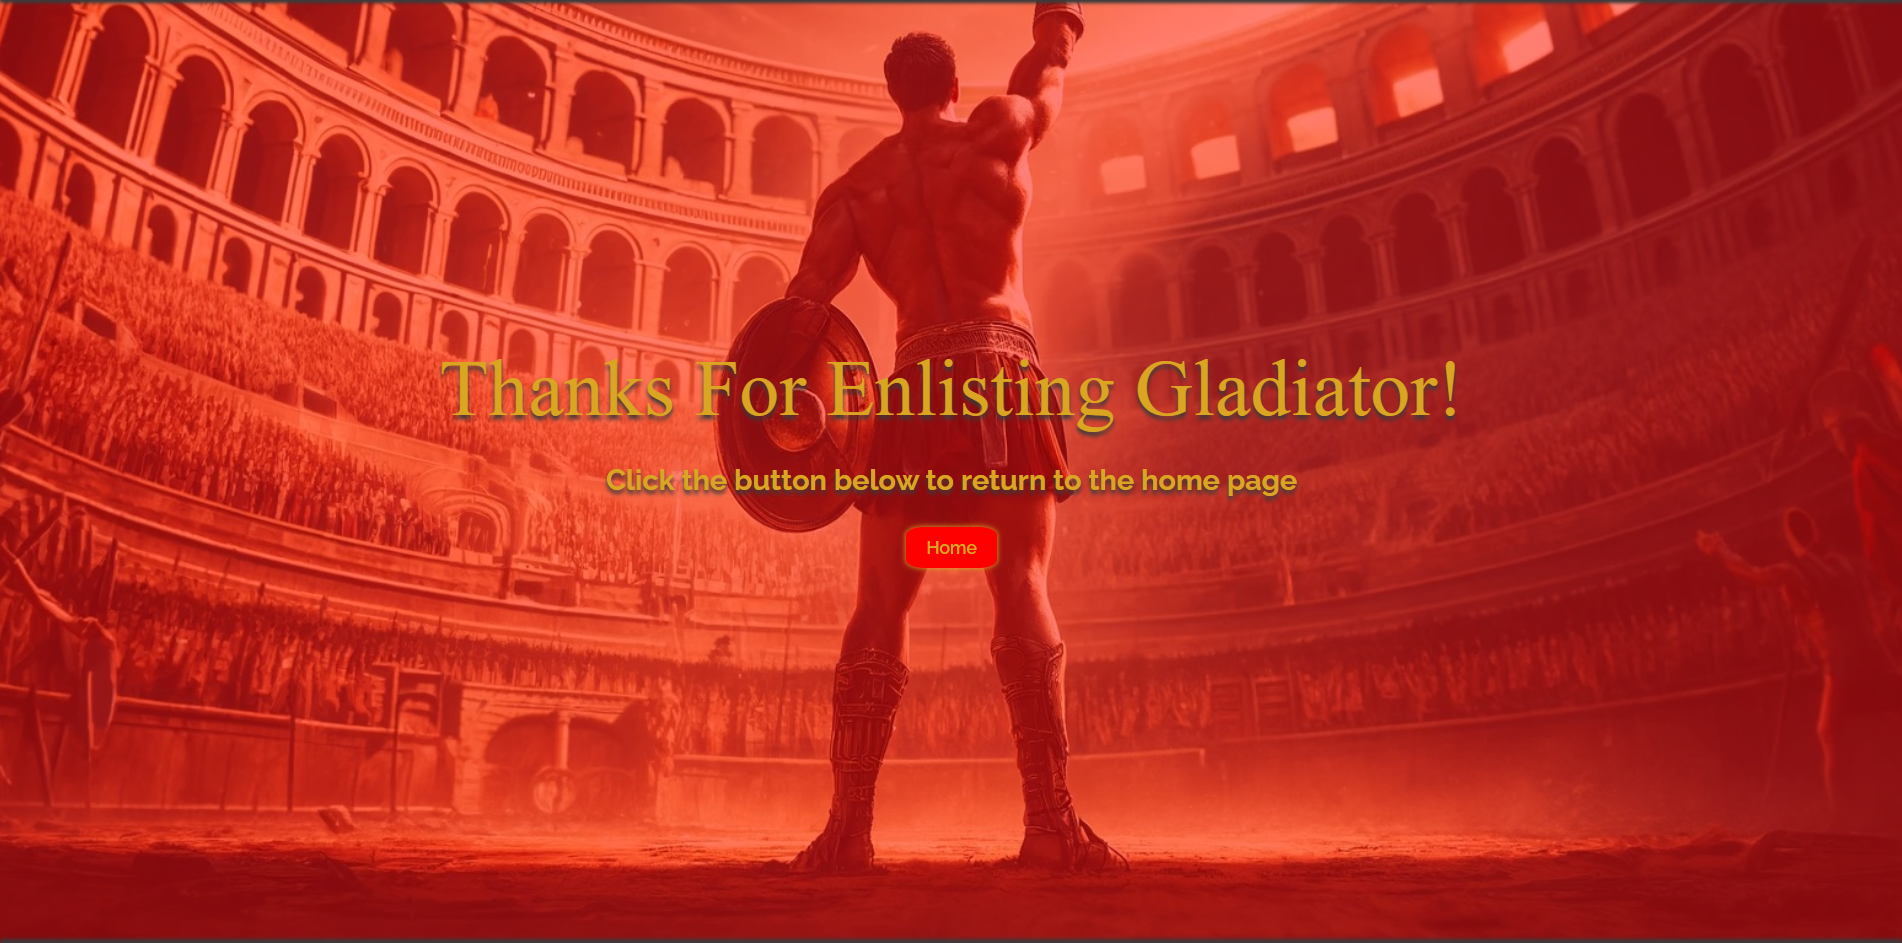 Thanks For Enlisting Gladiator!
Click the button below to return to the home page
Home